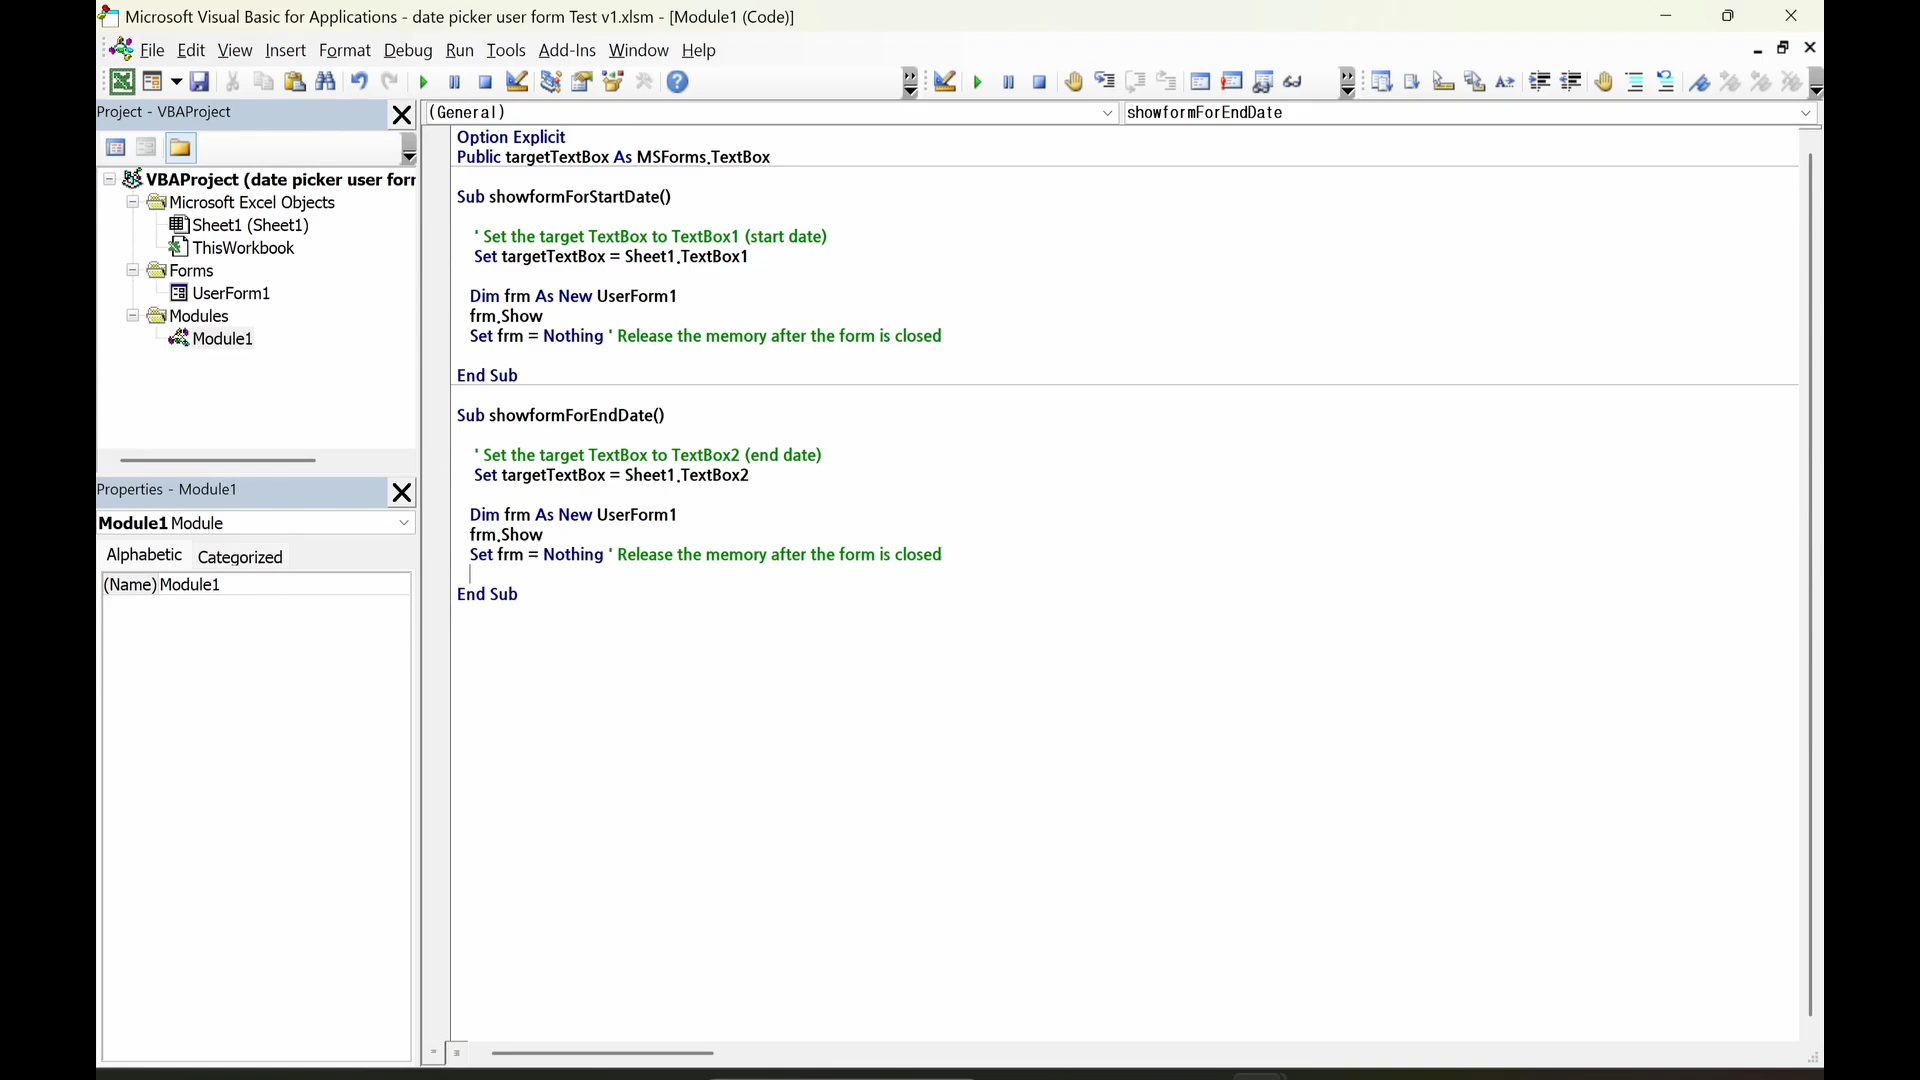 Microsoft Visual Basic for Applications - date picker user form Test v1.xlsm - [Module1 (Code)]
File Edit View Insert Format Debug Run Tools Add-Ins Window Help
Project - VBAProject
(General)
showformForEndDate
VBAProject (date picker user for
Microsoft Excel Objects
Sheet1 (Sheet1)
ThisWorkbook
Forms
UserForm1
Modules
Module1
Properties - Module1
Module1 Module
Alphabetic Categorized
(Name) Module1
Option Explicit
Public targetTextBox As MSForms.TextBox
Sub showformForStartDate()
' Set the target TextBox to TextBox1 (start date)
Set targetTextBox = Sheet1.TextBox1
Dim frm As New UserForm1
frm.Show
Set frm = Nothing ' Release the memory after the form is closed
End Sub
Sub showformForEndDate()
' Set the target TextBox to TextBox2 (end date)
Set targetTextBox = Sheet1.TextBox2
Dim frm As New UserForm1
frm.Show
Set frm = Nothing ' Release the memory after the form is closed
End Sub